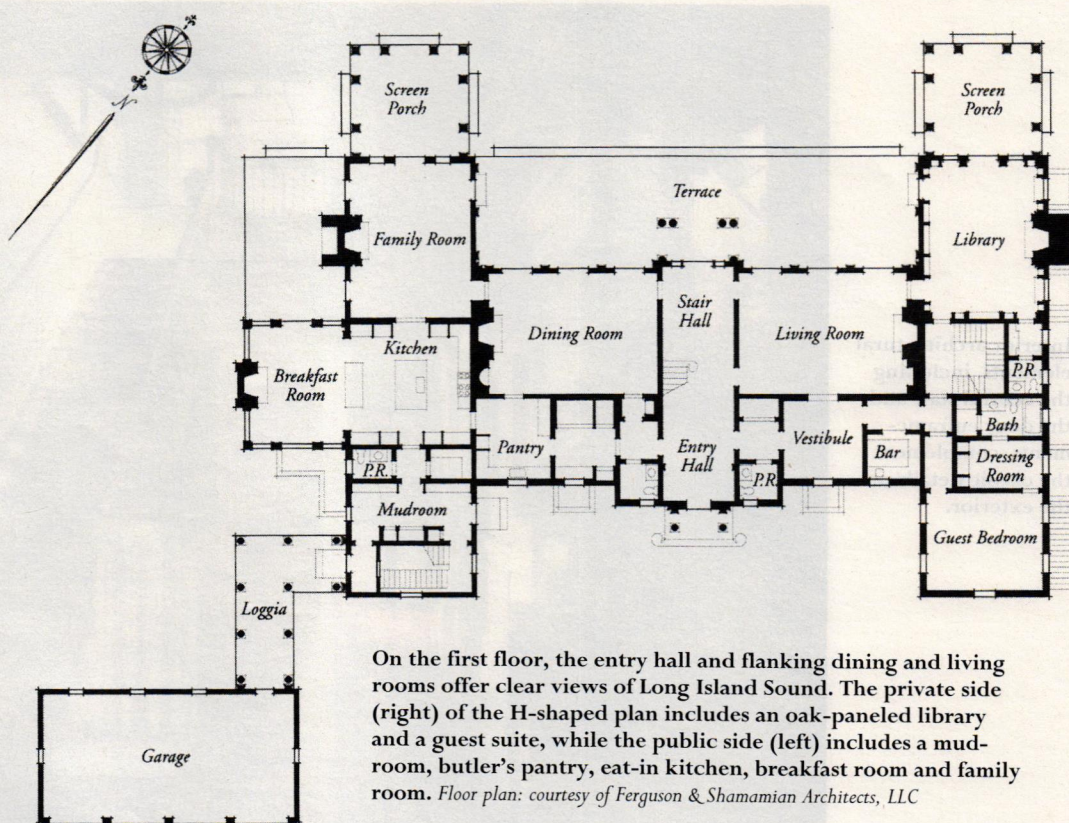 N
Screen
Porch
Screen
Porch
Terrace
Family Room
Library
Stair
Hall
Dining Room
Living Room
Kitchen
Breakfast
Room
P.R.
Bath
Pantry
Entry
Hall
Vestibule
Bar
Dressing
Room
P.R.
P.R.
Mudroom
Guest Bedroom
Loggia
Garage
On the first floor, the entry hall and flanking dining and living
rooms offer clear views of Long Island Sound. The private side
(right) of the H-shaped plan includes an oak-paneled library
and a guest suite, while the public side (left) includes a mud-
room, butler's pantry, eat-in kitchen, breakfast room and family
room. Floor plan: courtesy of Ferguson & Shamamian Architects, LLC